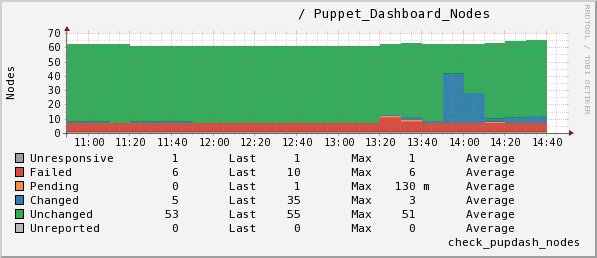 / Puppet_Dashboard_Nodes
RRDTOOL / TOBI OETIKER
Nodes
70
60
50
40
30
20
10
0
11:00 11:20 11:40 12:00 12:20 12:40 13:00 13:20 13:40 14:00 14:20 14:40
Unresponsive 1 Last 1 Max 1 Average
Failed 6 Last 10 Max 6 Average
Pending 0 Last 1 Max 130 m Average
Changed 5 Last 35 Max 3 Average
Unchanged 53 Last 55 Max 51 Average
Unreported 0 Last 0 Max 0 Average
check_pupdash_nodes